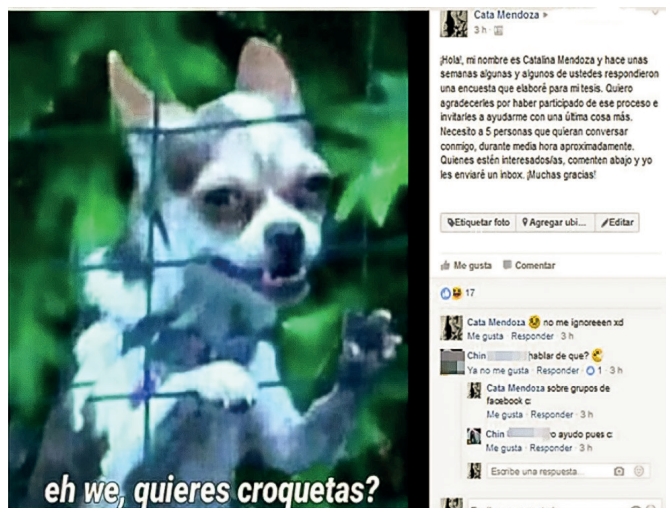 Cata Mendoza
3 h
¡Hola!, mi nombre es Catalina Mendoza y hace unas
semanas algunas y algunos de ustedes respondieron
una encuesta que elaboré para mi tesis. Quiero
agradecerles por haber participado de ese proceso e
invitarles a ayudarme con una última cosa más.
Necesito a 5 personas que quieran conversar
conmigo, durante media hora aproximadamente.
Quienes estén interesados/as, comenten abajo y yo
les enviaré un inbox. ¡Muchas gracias!
Etiquetar foto Agregar ubi... Editar
Me gusta Comentar
17
Cata Mendoza no me ignoreeen xd
Me gusta · Responder · 3 h
Chin hablar de que?
Ya no me gusta · Responder · 1 · 3 h
Cata Mendoza sobre grupos de
facebook c:
Me gusta · Responder · 3 h
Chin o ayudo pues c:
Me gusta · Responder · 3 h
Escribe una respuesta...
eh we, quieres croquetas?